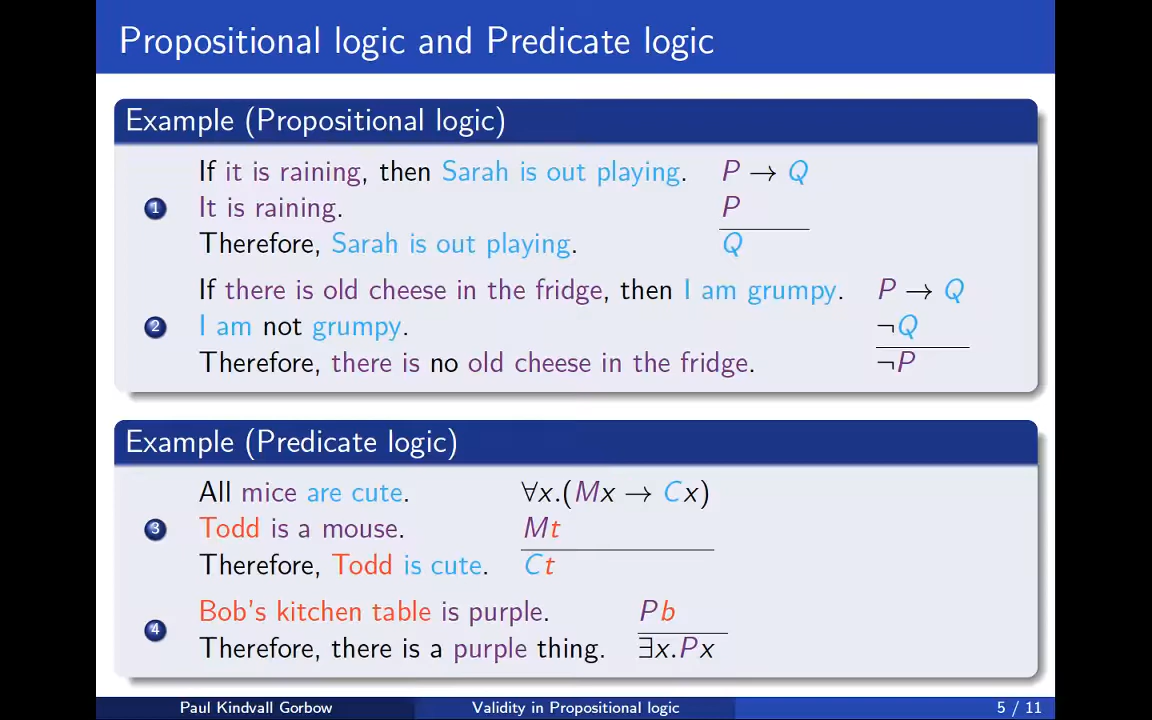 Propositional logic and Predicate logic
Example (Propositional logic)
If it is raining, then Sarah is out playing. P → Q
1 It is raining. P
Therefore, Sarah is out playing. Q
If there is old cheese in the fridge, then I am grumpy. P → Q
2 I am not grumpy. ¬Q
Therefore, there is no old cheese in the fridge. ¬P
Example (Predicate logic)
All mice are cute. ∀x.(Mx → Cx)
3 Todd is a mouse. Mt
Therefore, Todd is cute. Ct
Bob's kitchen table is purple. Pb
4
Therefore, there is a purple thing. ∃x.Px
Paul Kindvall Gorbow Validity in Propositional logic 5 / 11